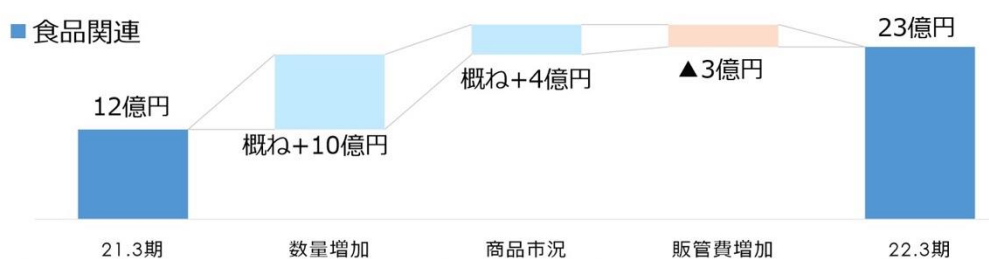 食品関連
12億円
概ね+10億円
概ね+4億円
▲3億円
23億円
21.3期
数量増加
商品市況
販管費増加
22.3期